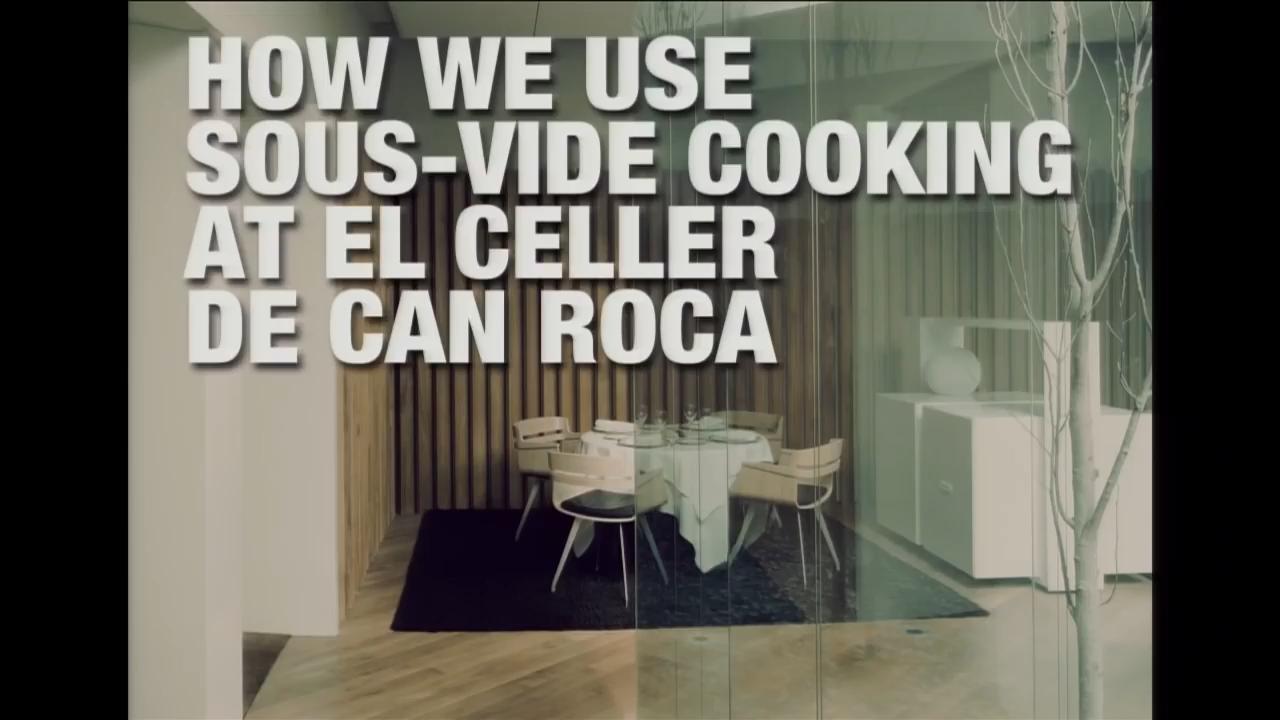 HOW WE USE
SOUS-VIDE COOKING
AT EL CELLER
DE CAN ROCA